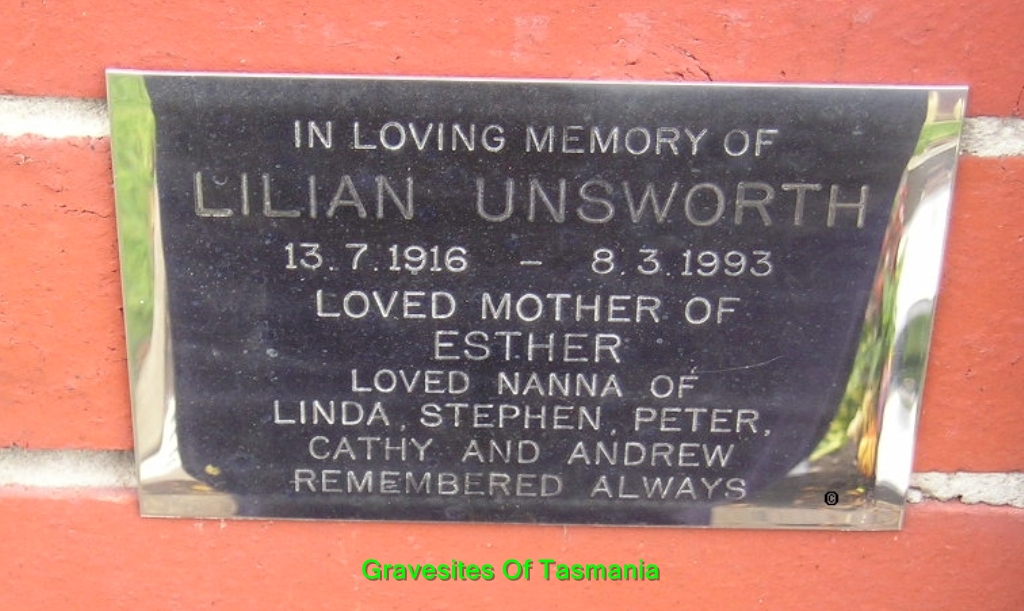 IN LOVING MEMORY OF
LILIAN UNSWORTH
13.7.1916 - 8.3.1993
LOVED MOTHER OF
ESTHER
LOVED NANNA OF
LINDA, STEPHEN, PETER,
CATHY AND ANDREW
REMEMBERED ALWAYS
©
Gravesites Of Tasmania